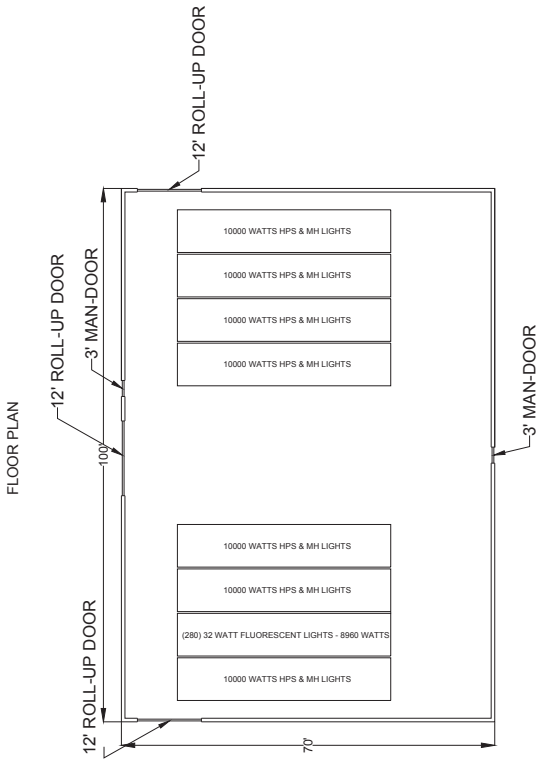 FLOOR PLAN
12' ROLL-UP DOOR
12' ROLL-UP DOOR
3' MAN-DOOR
100'
12' ROLL-UP DOOR
10000 WATTS HPS & MH LIGHTS
10000 WATTS HPS & MH LIGHTS
10000 WATTS HPS & MH LIGHTS
10000 WATTS HPS & MH LIGHTS
10000 WATTS HPS & MH LIGHTS
10000 WATTS HPS & MH LIGHTS
(280) 32 WATT FLUORESCENT LIGHTS - 8960 WATTS
10000 WATTS HPS & MH LIGHTS
70'
3' MAN-DOOR